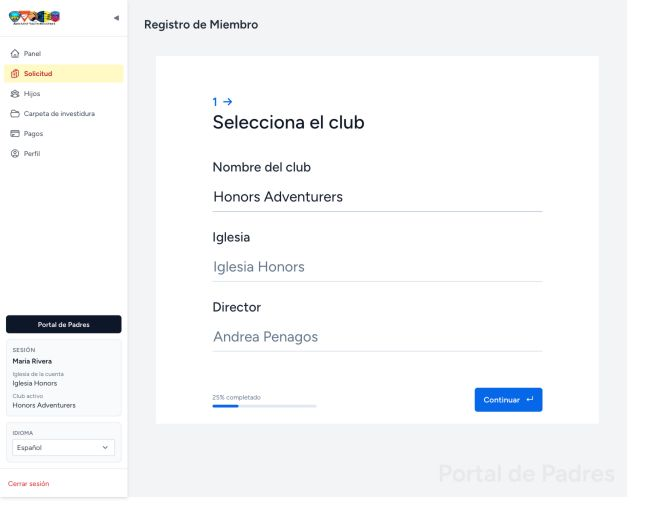 Registro de Miembro
Panel
Solicitud
Hijos
Carpeta de investidura
Pagos
Perfil
1 →
Selecciona el club
Nombre del club
Honors Adventurers
Iglesia
Iglesia Honors
Director
Andrea Penagos
25% completado
Continuar ↵
Portal de Padres
SESIÓN
Maria Rivera
Iglesia de la cuenta
Iglesia Honors
Club activo
Honors Adventurers
IDIOMA
Español
Cerrar sesión
Portal de Padres